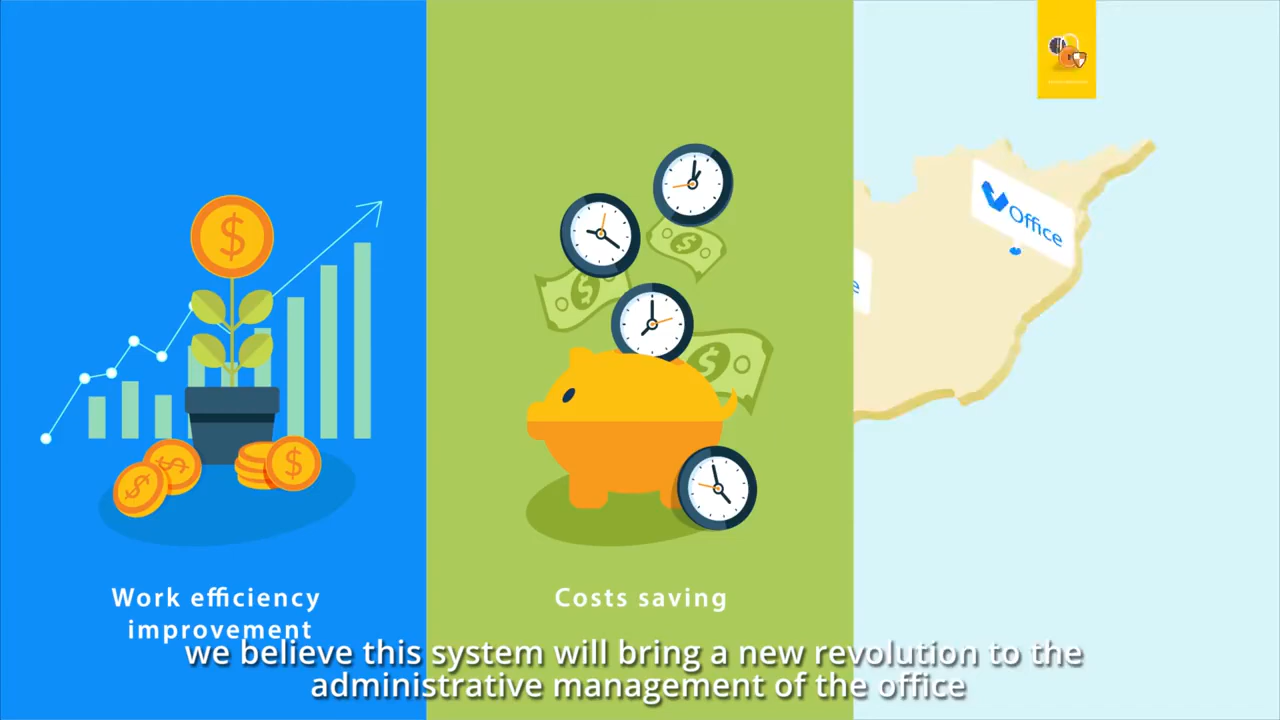 Office
e
Work efficiency
improvement
Costs saving
we believe this system will bring a new revolution to the
administrative management of the office